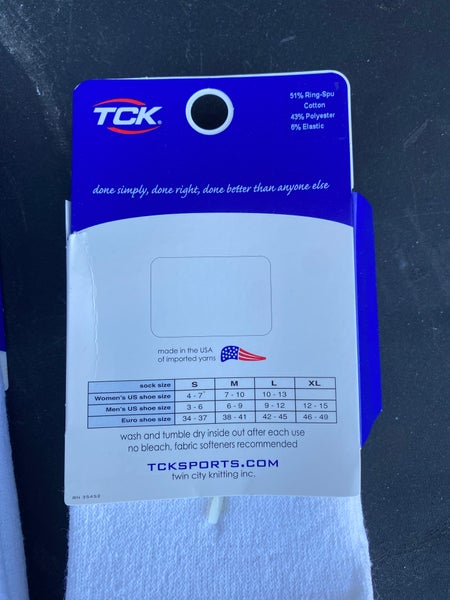 TCK®
51% Ring-Spu
Cotton
43% Polyester
6% Elastic
done simply, done right, done better than anyone else
made in the USA
of imported yarns
sock size S M L XL
Women's US shoe size 4 - 7 7 - 10 10 - 13
Men's US shoe size 3 - 6 6 - 9 9 - 12 12 - 15
Euro shoe size 34 - 37 38 - 41 42 - 45 46 - 49
wash and tumble dry inside out after each use
no bleach. fabric softeners recommended
TCKSPORTS.COM
twin city knitting inc.
RN 35452